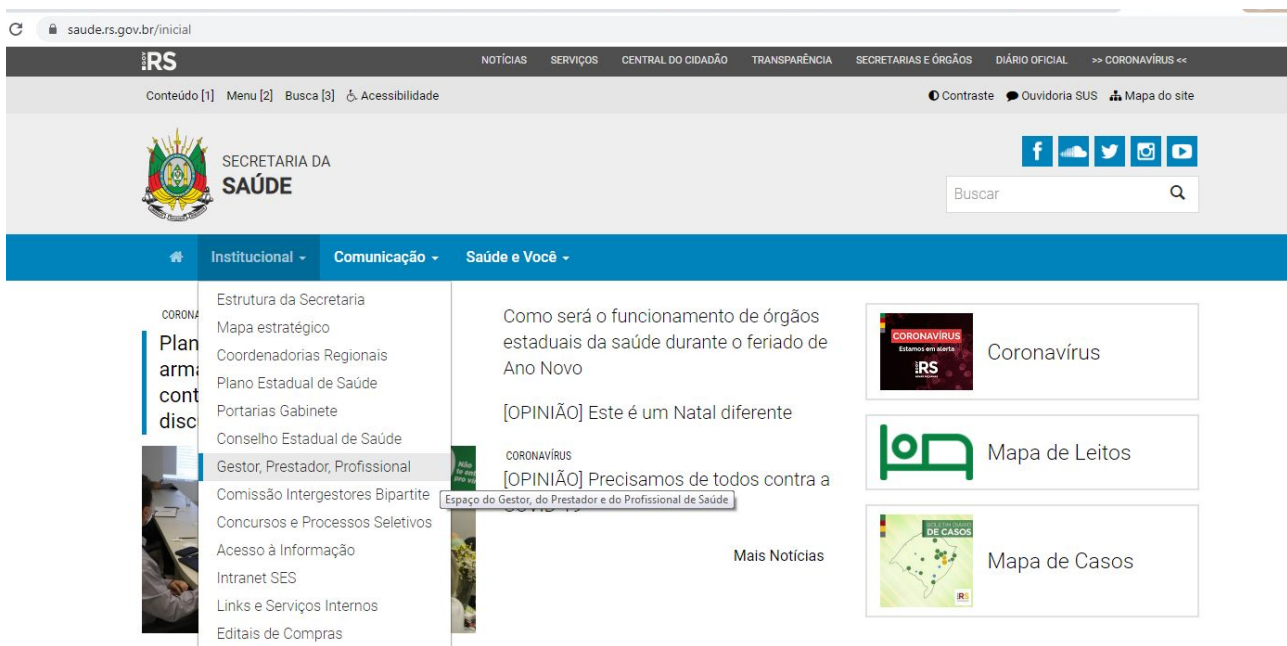 saude.rs.gov.br/inicial
GOV RS
NOTÍCIAS SERVIÇOS CENTRAL DO CIDADÃO TRANSPARÊNCIA SECRETARIAS E ÓRGÃOS DIÁRIO OFICIAL >> CORONAVÍRUS <<
Conteúdo [1] Menu [2] Busca [3] Acessibilidade
Contraste Ouvidoria SUS Mapa do site
SECRETARIA DA
SAÚDE
Buscar
Institucional Comunicação Saúde e Você
Estrutura da Secretaria
Mapa estratégico
Coordenadorias Regionais
Plano Estadual de Saúde
Portarias Gabinete
Conselho Estadual de Saúde
Gestor, Prestador, Profissional
Comissão Intergestores Bipartite
Concursos e Processos Seletivos
Acesso à Informação
Intranet SES
Links e Serviços Internos
Editais de Compras
Espaço do Gestor, do Prestador e do Profissional de Saúde
CORONA
Plan
arma
cont
disc
Não
Como será o funcionamento de órgãos
estaduais da saúde durante o feriado de
Ano Novo
[OPINIÃO] Este é um Natal diferente
CORONAVÍRUS
[OPINIÃO] Precisamos de todos contra a
COVID-19
Mais Notícias
CORONAVÍRUS
Estamos em alerta
GOV RS
Coronavírus
Mapa de Leitos
BOLETIM DIÁRIO
DE CASOS
RS
Mapa de Casos